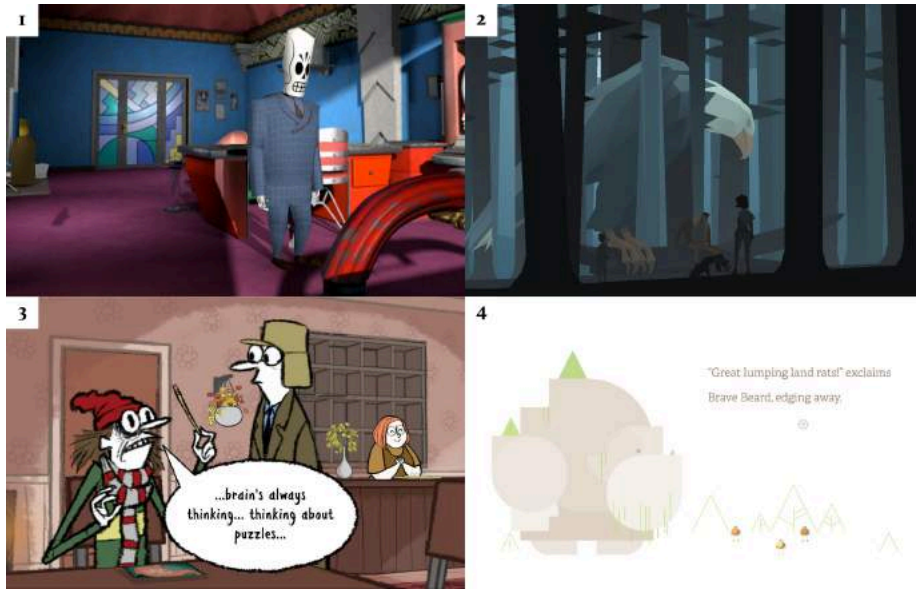 1
2
3
...brain's always
thinking... thinking about
puzzles...
4
"Great lumping land rats!" exclaims
Brave Beard, edging away.